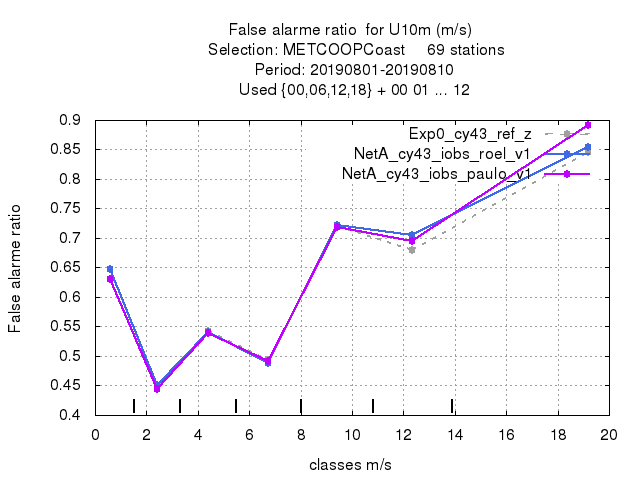 False alarme ratio  for U10m (m/s)
Selection: METCOOPCoast     69 stations
Period: 20190801-20190810
Used {00,06,12,18} + 00 01 ... 12
0.9
0.85
0.8
0.75
0.7
0.65
0.6
0.55
0.5
0.45
0.4
False alarme ratio
Exp0_cy43_ref_z
NetA_cy43_iobs_roel_v1
NetA_cy43_iobs_paulo_v1
0 2 4 6 8 10 12 14 16 18 20
classes m/s